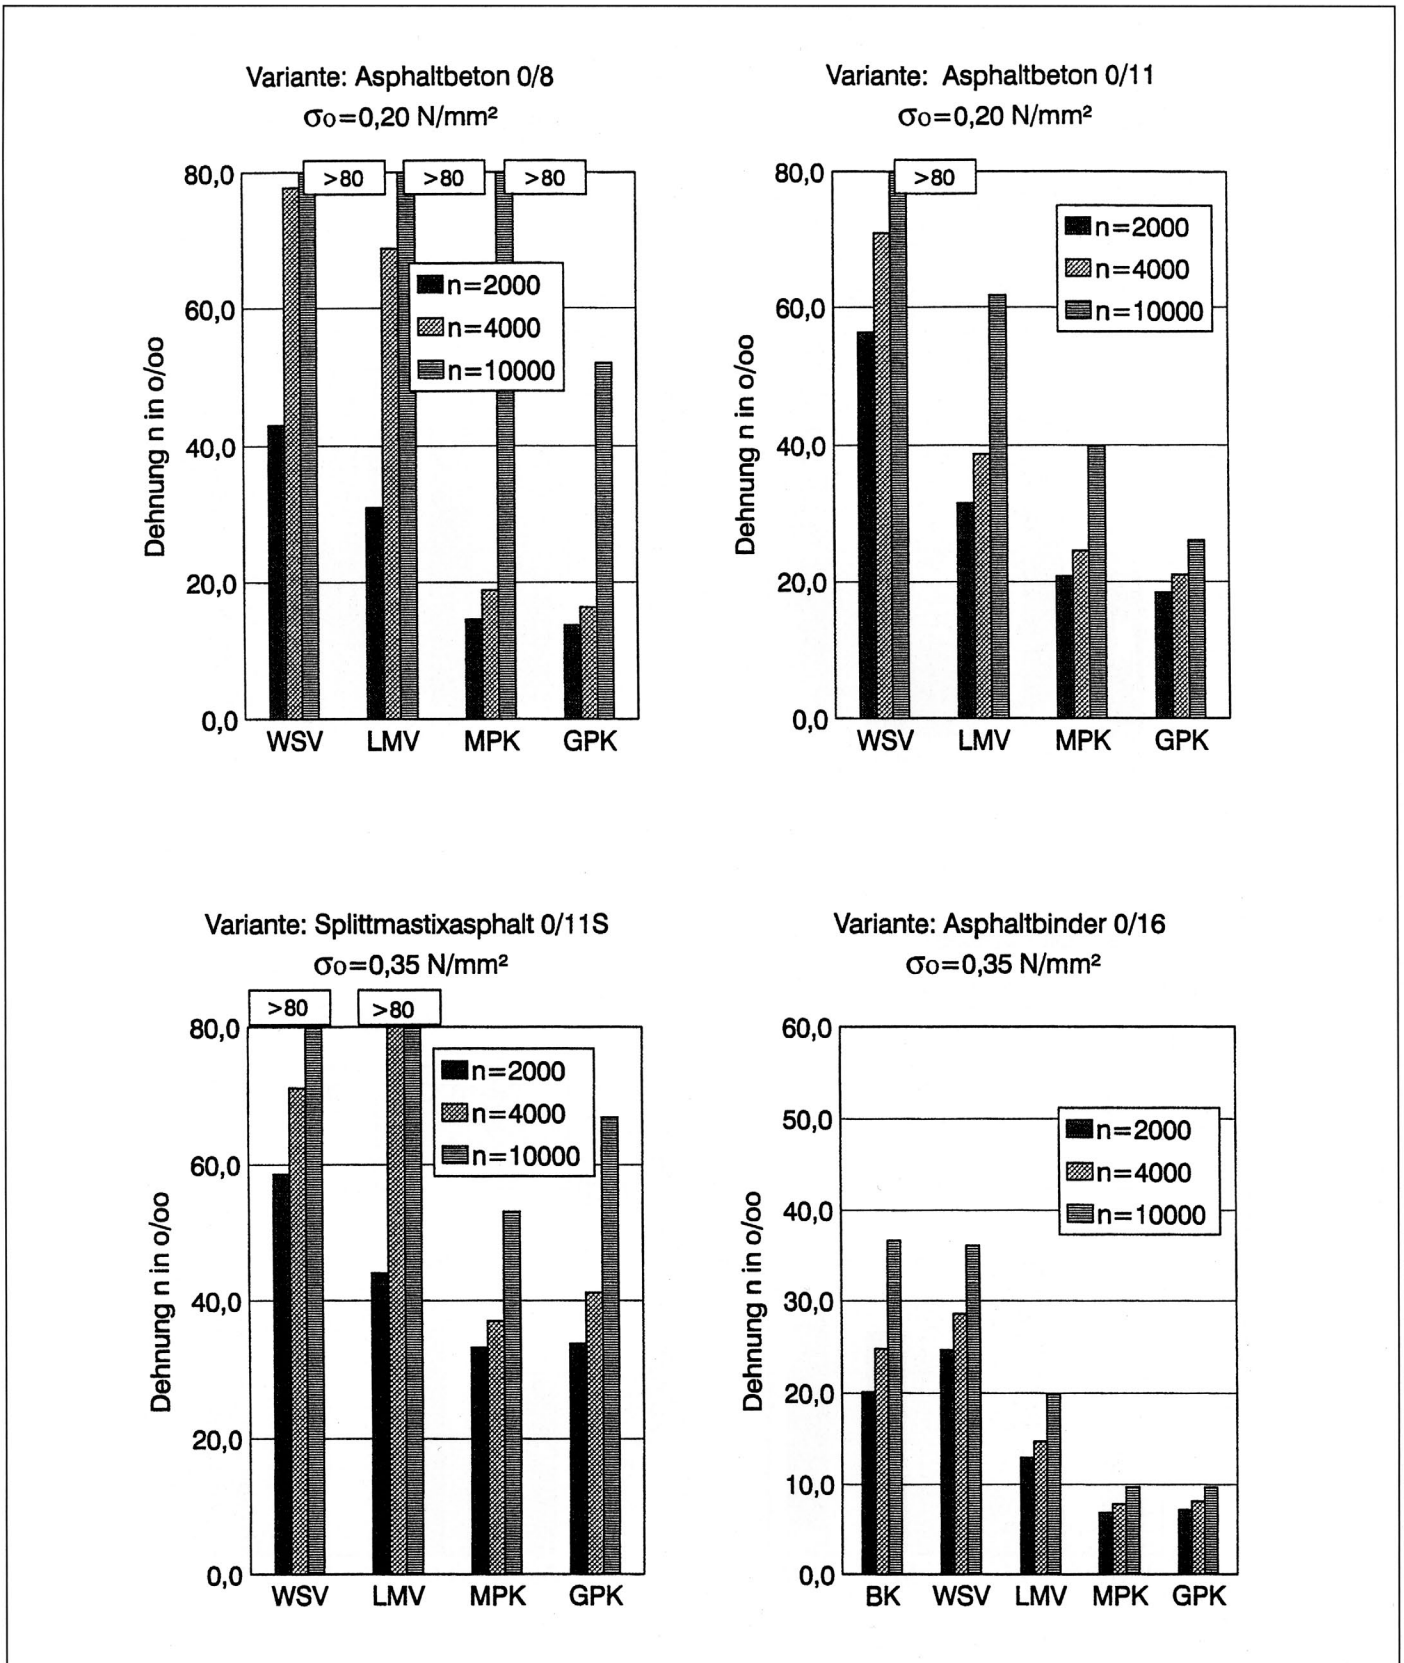 Variante: Asphaltbeton 0/8
σo=0,20 N/mm²
>80
>80
>80
80,0
60,0
40,0
20,0
0,0
Dehnung n in o/oo
n=2000
n=4000
n=10000
WSV LMV MPK GPK
Variante: Asphaltbeton 0/11
σo=0,20 N/mm²
>80
80,0
60,0
40,0
20,0
0,0
Dehnung n in o/oo
n=2000
n=4000
n=10000
WSV LMV MPK GPK
Variante: Splittmastixasphalt 0/11S
σo=0,35 N/mm²
>80
>80
80,0
60,0
40,0
20,0
0,0
Dehnung n in o/oo
n=2000
n=4000
n=10000
WSV LMV MPK GPK
Variante: Asphaltbinder 0/16
σo=0,35 N/mm²
60,0
50,0
40,0
30,0
20,0
10,0
0,0
Dehnung n in o/oo
n=2000
n=4000
n=10000
BK WSV LMV MPK GPK